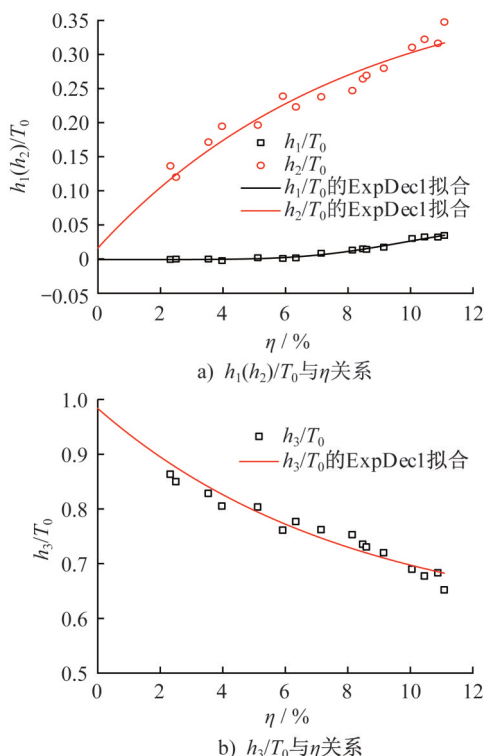 0.35
0.30
0.25
0.20
0.15
0.10
0.05
0
−0.05
h₁(h₂)/T₀
h₁/T₀
h₂/T₀
h₁/T₀的ExpDec1拟合
h₂/T₀的ExpDec1拟合
0 2 4 6 8 10 12
η / %
a) h₁(h₂)/T₀与η关系
1.0
0.9
0.8
0.7
0.6
0.5
h₃/T₀
h₃/T₀
h₃/T₀的ExpDec1拟合
0 2 4 6 8 10 12
η / %
b) h₃/T₀与η关系